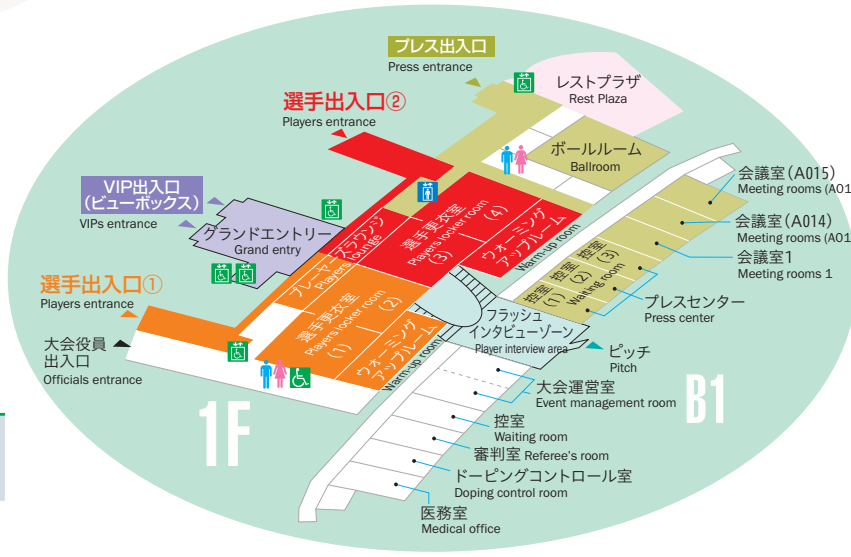 プレス出入口
Press entrance
レストプラザ
Rest Plaza
選手出入口②
Players entrance
ボールルーム
Ballroom
会議室(A015)
Meeting rooms (A01
VIP出入口
(ビューボックス)
VIPs entrance
会議室(A014)
Meeting rooms (A01
グランドエントリー
Grand entry
プレーヤーズラウンジ
Players lounge
選手更衣室
Players locker room
(3)
(4)
ウォーミング
アップルーム
Warm-up room
会議室1
Meeting rooms 1
控室
(1)
控室
(2)
控室
(3)
Waiting room
プレスセンター
Press center
選手出入口①
Players entrance
選手更衣室
Players locker room
(1)
(2)
ウォーミング
アップルーム
Warm-up room
フラッシュ
インタビューゾーン
Player interview area
ピッチ
Pitch
大会役員
出入口
Officials entrance
大会運営室
Event management room
1F
B1
控室
Waiting room
審判室 Referee's room
ドーピングコントロール室
Doping control room
医務室
Medical office